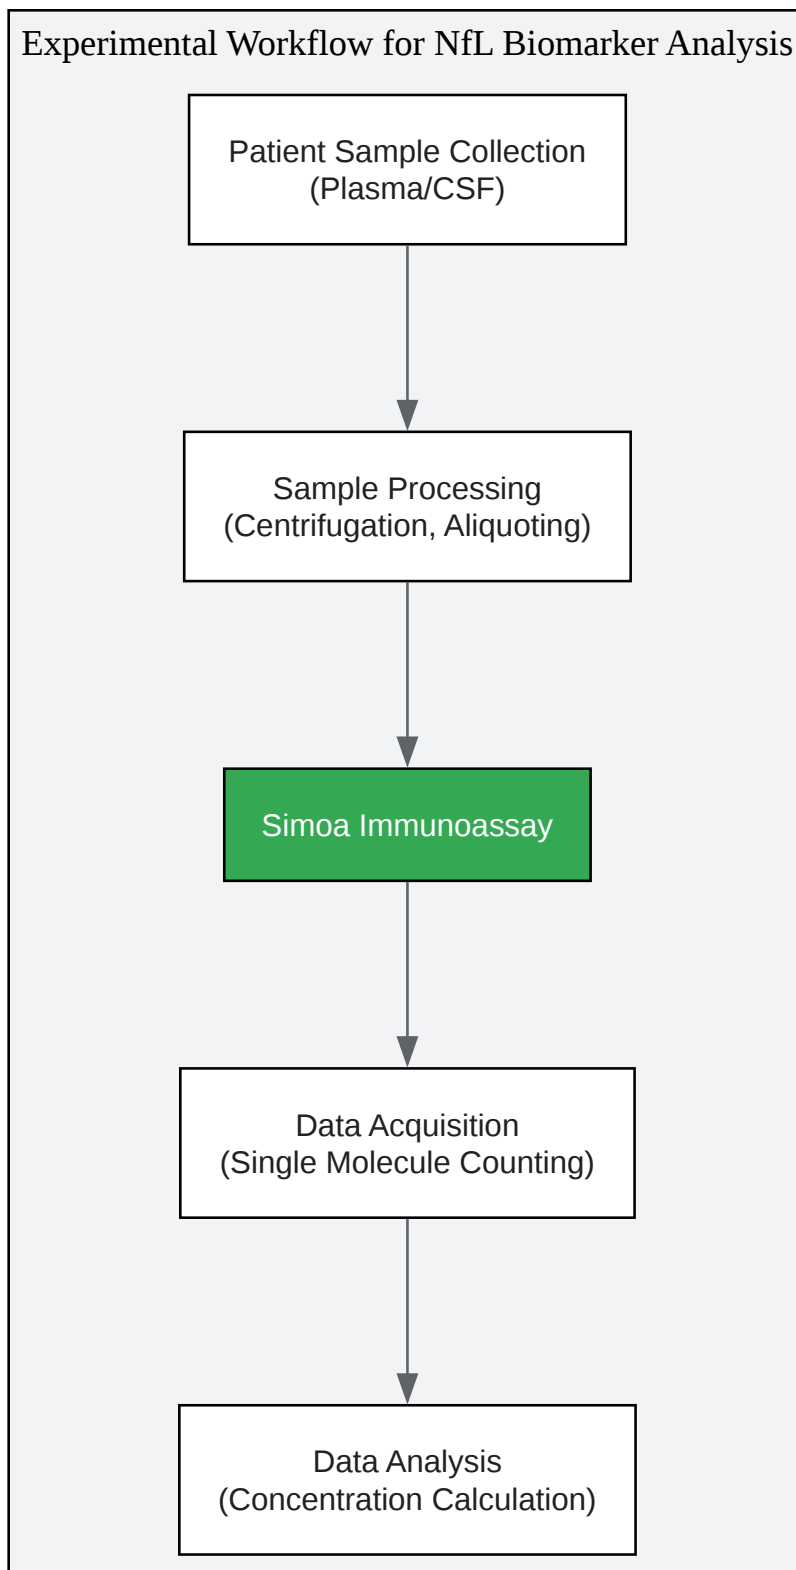 Experimental Workflow for NfL Biomarker Analysis
Patient Sample Collection
(Plasma/CSF)
Sample Processing
(Centrifugation, Aliquoting)
Simoa Immunoassay
Data Acquisition
(Single Molecule Counting)
Data Analysis
(Concentration Calculation)